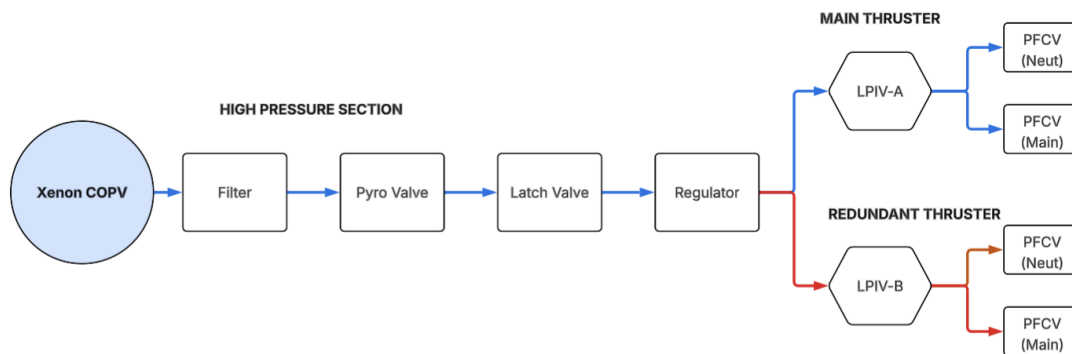 MAIN THRUSTER
PFCV
(Neut)
LPIV-A
PFCV
(Main)
HIGH PRESSURE SECTION
Xenon COPV
Filter
Pyro Valve
Latch Valve
Regulator
REDUNDANT THRUSTER
PFCV
(Neut)
LPIV-B
PFCV
(Main)